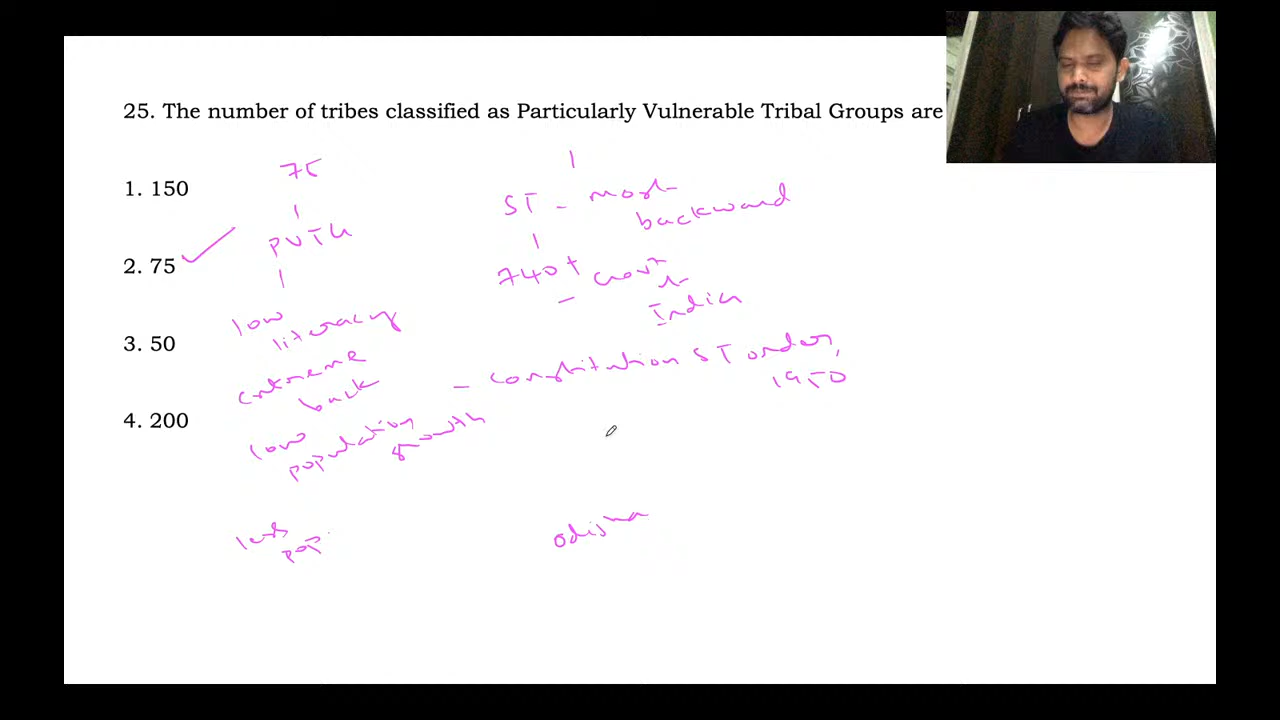 25. The number of tribes classified as Particularly Vulnerable Tribal Groups are
1. 150
2. 75
3. 50
4. 200
75
PVTG
low literacy
extreme back
low population growth
less pop
ST - most backward
740+
- Govt
India
- Constitution ST order, 1950
odisha